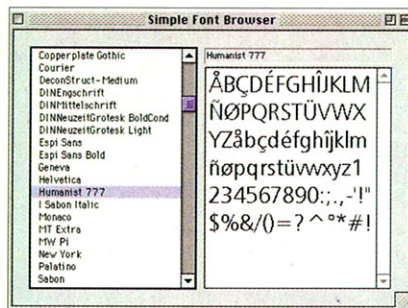 Simple Font Browser
Copperplate Gothic
Courier
DeconStruct-Medium
DINEngschrift
DINMittelschrift
DINNeuzeitGrotesk BoldCond
DINNeuzeitGrotesk Light
Espi Sans
Espi Sans Bold
Geneva
Helvetica
Humanist 777
I Sabon Italic
Monaco
MT Extra
MW Pi
New York
Palatino
Sabon
Humanist 777
ÅBÇDÉFGHÎJKLM
ÑØPQRSTÜVWX
YZåbçdéfghîjklm
ñøpqrstüvwxyz1
234567890:;.,-'!"
$%&/()=?^°*#!